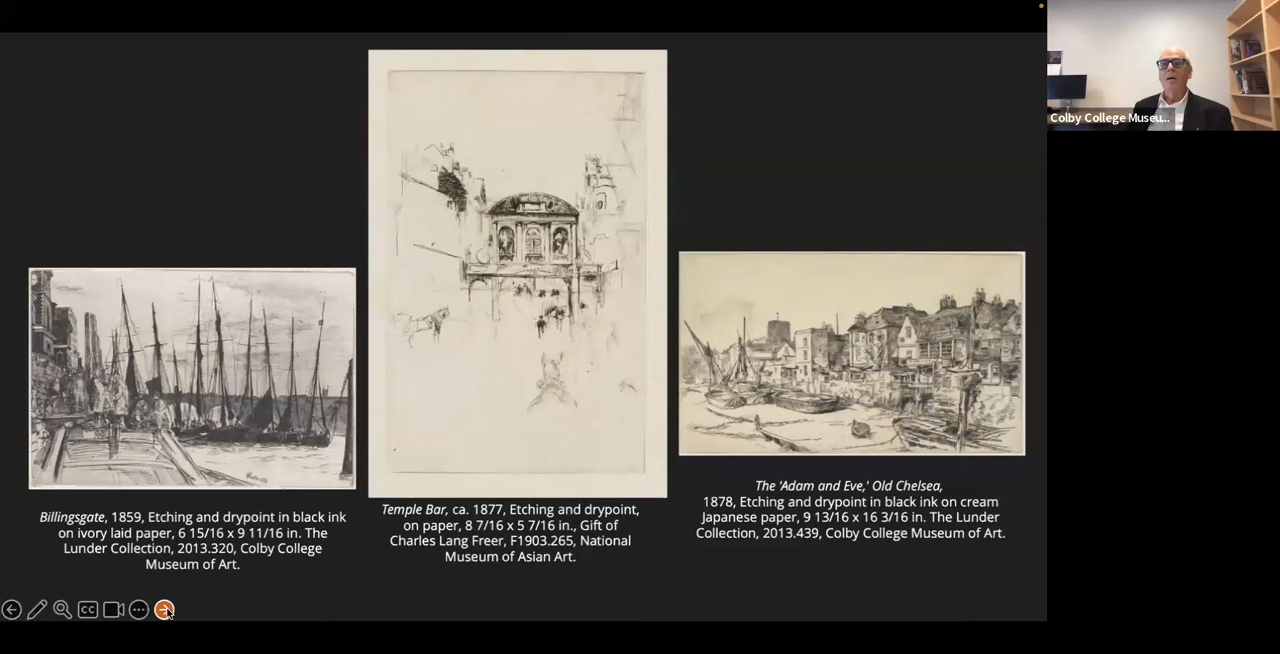 Colby College Museu...
Billingsgate, 1859, Etching and drypoint in black ink
on ivory laid paper, 6 15/16 x 9 11/16 in. The
Lunder Collection, 2013.320, Colby College
Museum of Art.
Temple Bar, ca. 1877, Etching and drypoint,
on paper, 8 7/16 x 5 7/16 in., Gift of
Charles Lang Freer, F1903.265, National
Museum of Asian Art.
The 'Adam and Eve,' Old Chelsea,
1878, Etching and drypoint in black ink on cream
Japanese paper, 9 13/16 x 16 3/16 in. The Lunder
Collection, 2013.439, Colby College Museum of Art.
CC